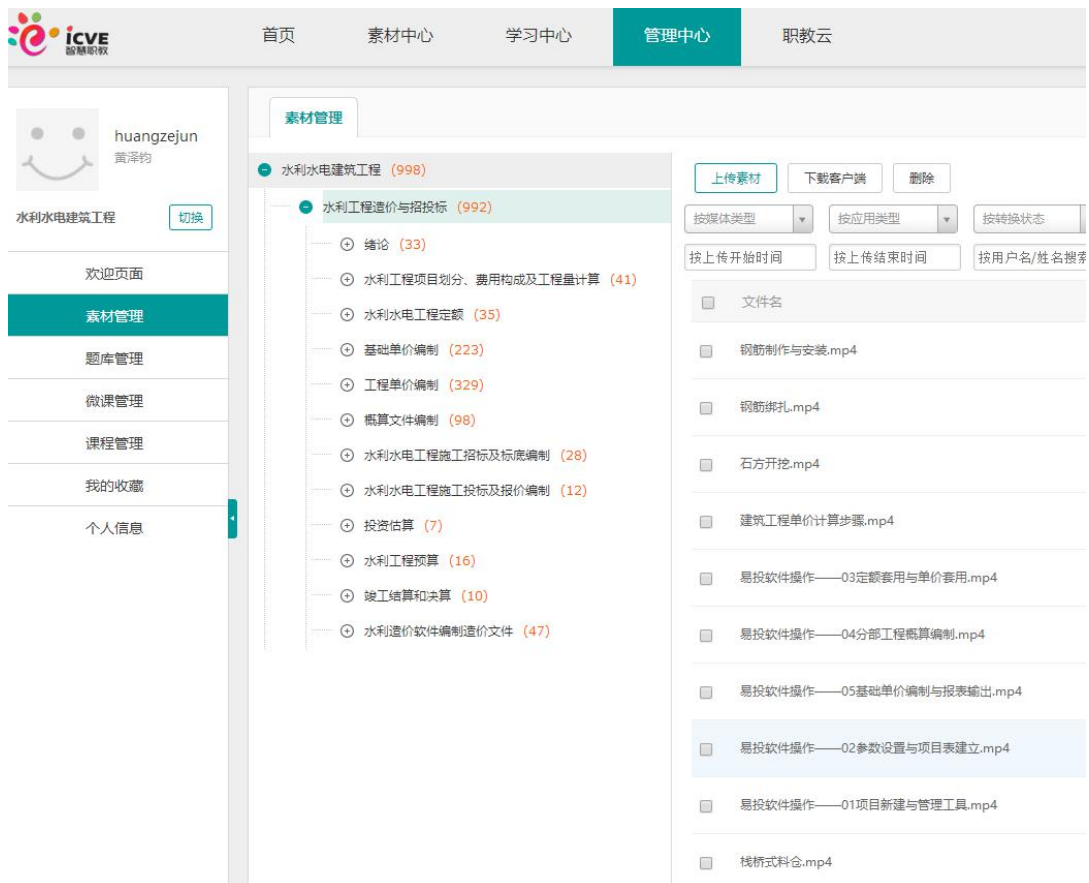 icve
智慧职教
首页 素材中心 学习中心 管理中心 职教云
huangzejun
黄泽钧
水利水电建筑工程 切换
欢迎页面
素材管理
题库管理
微课管理
课程管理
我的收藏
个人信息
素材管理
水利水电建筑工程 (998)
水利工程造价与招投标 (992)
绪论 (33)
水利工程项目划分、费用构成及工程量计算 (41)
水利水电工程定额 (35)
基础单价编制 (223)
工程单价编制 (329)
概算文件编制 (98)
水利水电工程施工招标及标底编制 (28)
水利水电工程施工投标及报价编制 (12)
投资估算 (7)
水利工程预算 (16)
竣工结算和决算 (10)
水利造价软件编制造价文件 (47)
上传素材 下载客户端 删除
按媒体类型 按应用类型 按转换状态
按上传开始时间 按上传结束时间 按用户名/姓名搜索
文件名
钢筋制作与安装.mp4
钢筋绑扎.mp4
石方开挖.mp4
建筑工程单价计算步骤.mp4
易投软件操作——03定额套用与单价套用.mp4
易投软件操作——04分部工程概算编制.mp4
易投软件操作——05基础单价编制与报表输出.mp4
易投软件操作——02参数设置与项目表建立.mp4
易投软件操作——01项目新建与管理工具.mp4
栈桥式料仓.mp4